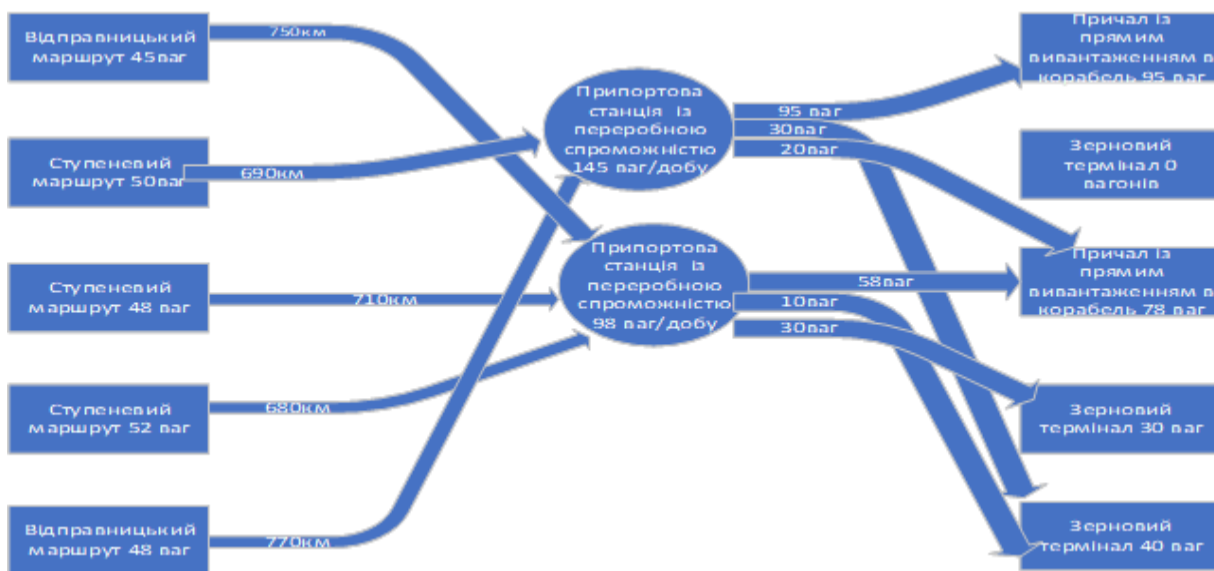 Відправницький
маршрут 45ваг
Ступеневий
маршрут 50ваг
Ступеневий
маршрут 48 ваг
Ступеневий
маршрут 52 ваг
Відправницький
маршрут 48 ваг
750км
690км
710км
680км
770км
Припортова
станція із
переробною
спроможністю
145 ваг/добу
Припортова
станція із
переробною
спроможністю
98 ваг/добу
95 ваг
30ваг
20ваг
58ваг
10ваг
30ваг
Причал із
прямим
вивантаженням в
корабель 95 ваг
Зерновий
термінал 0
вагонів
Причал із
прямим
вивантаженням в
корабель 78 ваг
Зерновий
термінал 30 ваг
Зерновий
термінал 40 ваг